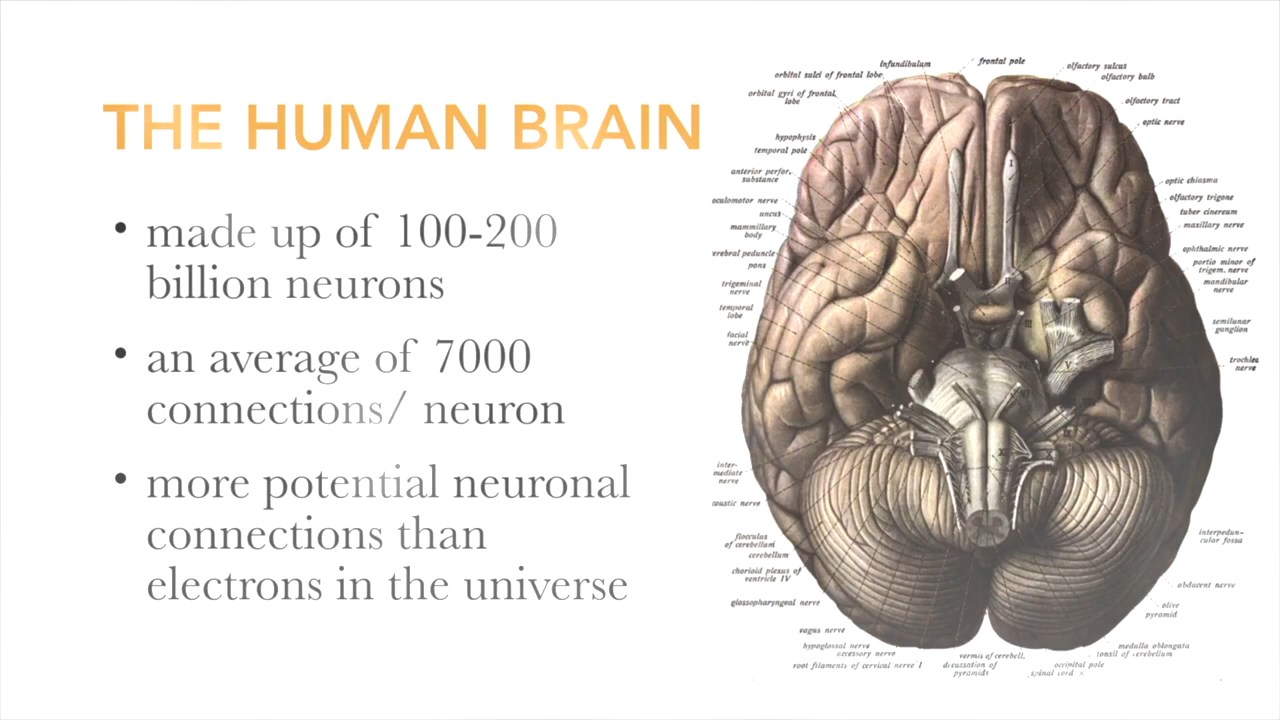 THE HUMAN BRAIN
• made up of 100-200
billion neurons
• an average of 7000
connections/ neuron
• more potential neuronal
connections than
electrons in the universe
infundibulum
orbital sulci of frontal lobe
orbital gyri of frontal
lobe
hypophysis
temporal pole
anterior perfor.
substance
oculomotor nerve
uncus
mammillary
body
erebral peduncle
pons
trigeminal
nerve
temporal
lobe
facial
nerve
inter-
mediate
nerve
coustic nerve
flocculus
of cerebellum
cerebellum
chorioid plexus of
ventricle IV
glossopharyngeal nerve
vagus nerve
hypoglossal nerve
accessory nerve
root filaments of cervical nerve I
frontal pole
olfactory sulcus
olfactory bulb
olfactory tract
optic nerve
optic chiasma
olfactory trigone
tuber cinereum
maxillary nerve
ophthalmic nerve
portio minor of
trigem. nerve
mandibular
nerve
semilunar
ganglion
trochlea
nerve
interpedun-
cular fossa
abducent nerve
olive
pyramid
medulla oblongata
tonsil of cerebellum
occipital pole
spinal cord
vermis of cerebell.
decussation of
pyramids
I
III
V
VI